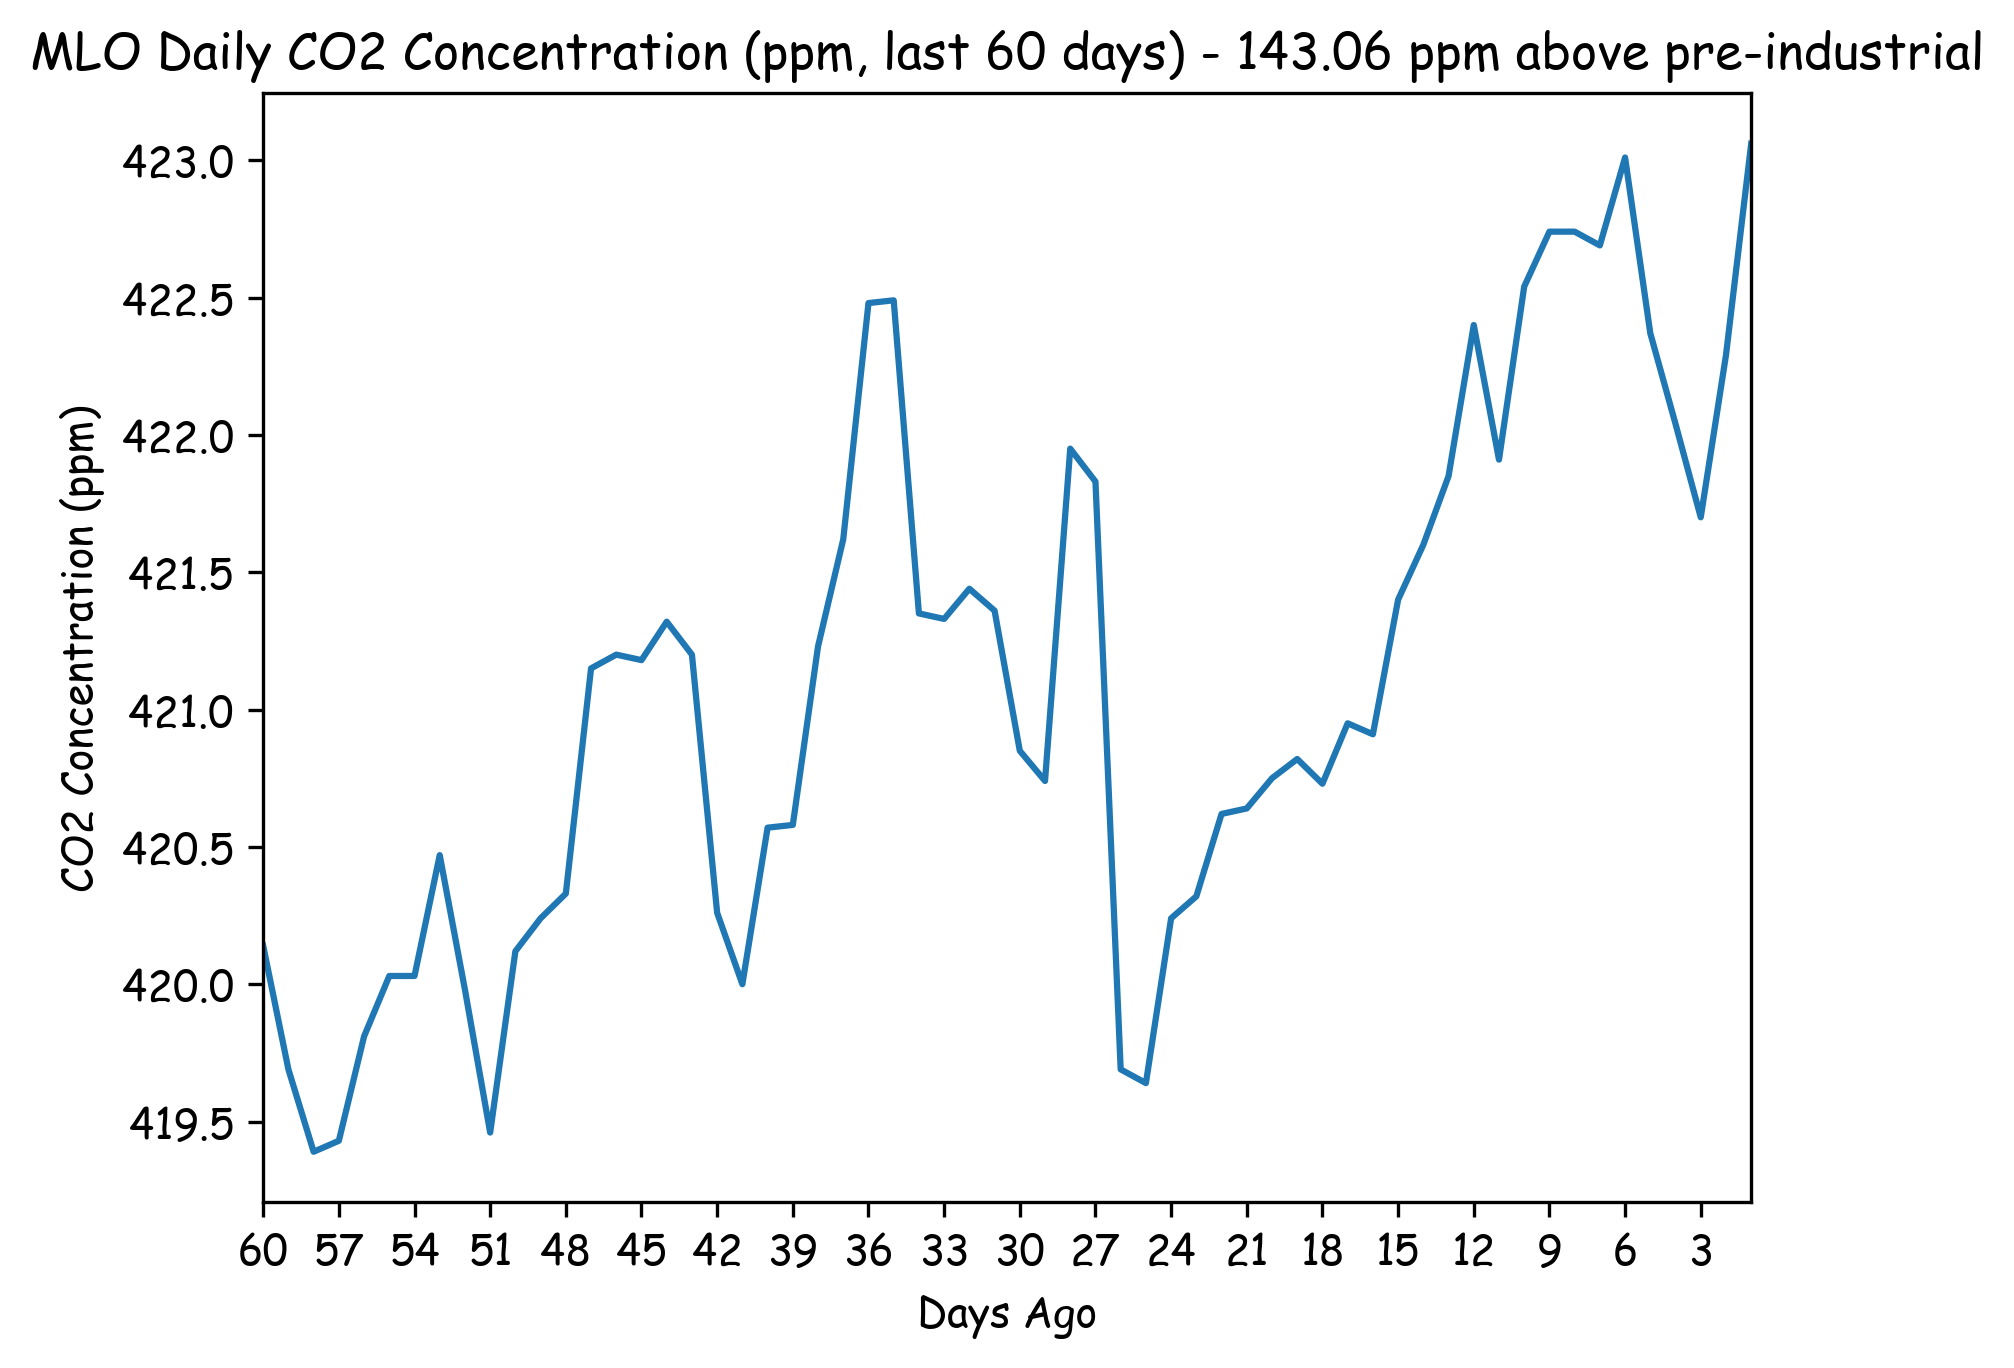 MLO Daily CO2 Concentration (ppm, last 60 days) - 143.06 ppm above pre-industrial
423.0
422.5
422.0
421.5
421.0
420.5
420.0
419.5
CO2 Concentration (ppm)
60 57 54 51 48 45 42 39 36 33 30 27 24 21 18 15 12 9 6 3
Days Ago